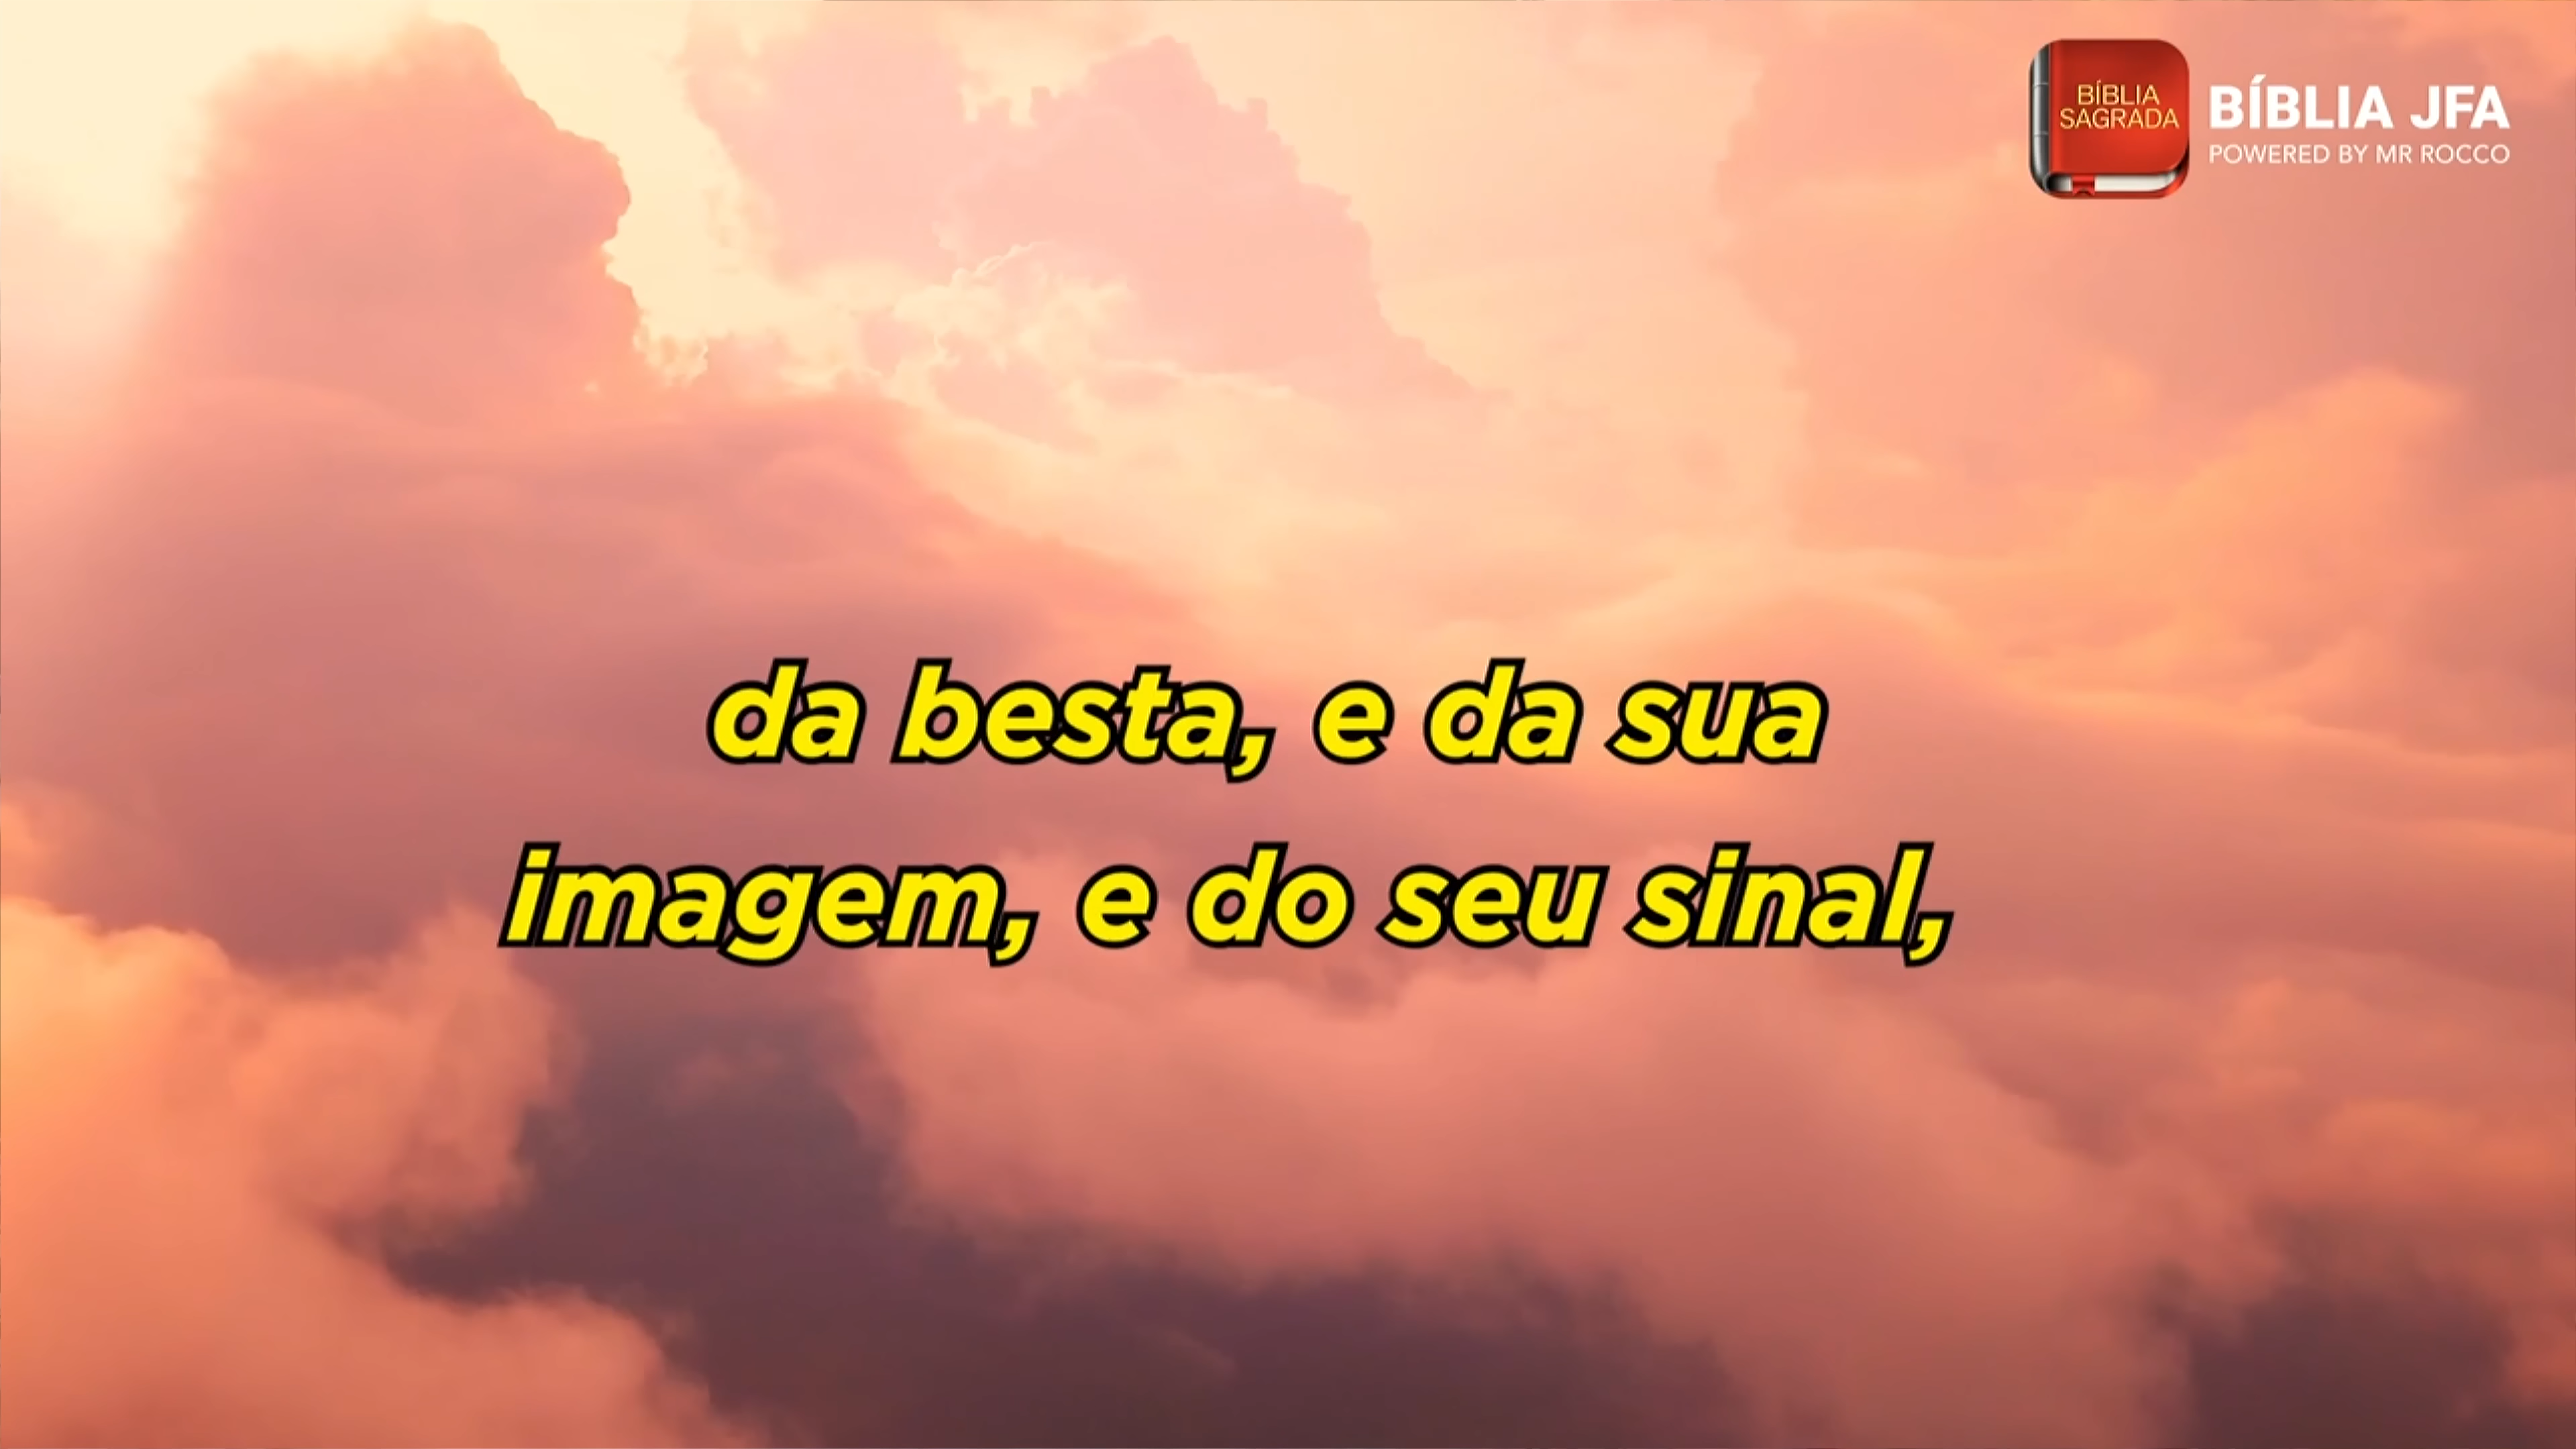 BÍBLIA
SAGRADA
BÍBLIA JFA
POWERED BY MR ROCCO
da besta, e da sua
imagem, e do seu sinal,